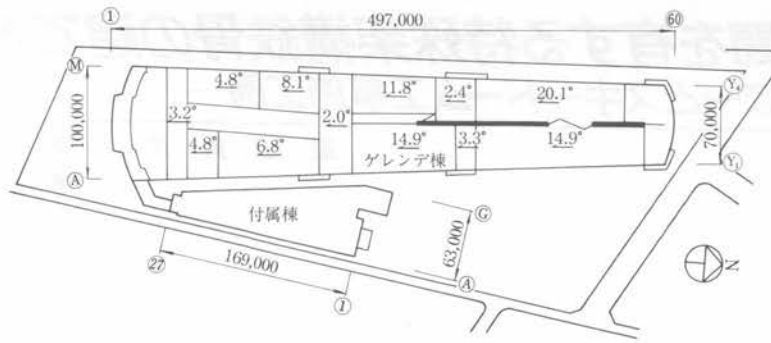 ① 497,000 ⑥⓪
Ⓜ 100,000 Ⓐ
4.8° 8.1° 11.8° 2.4° 20.1°
3.2° 2.0°
4.8° 6.8° 14.9° 3.3° 14.9°
ゲレンデ棟
Y₄ 70,000 Y₁
付属棟
Ⓖ 63,000 Ⓐ
㉗ 169,000 ①
N